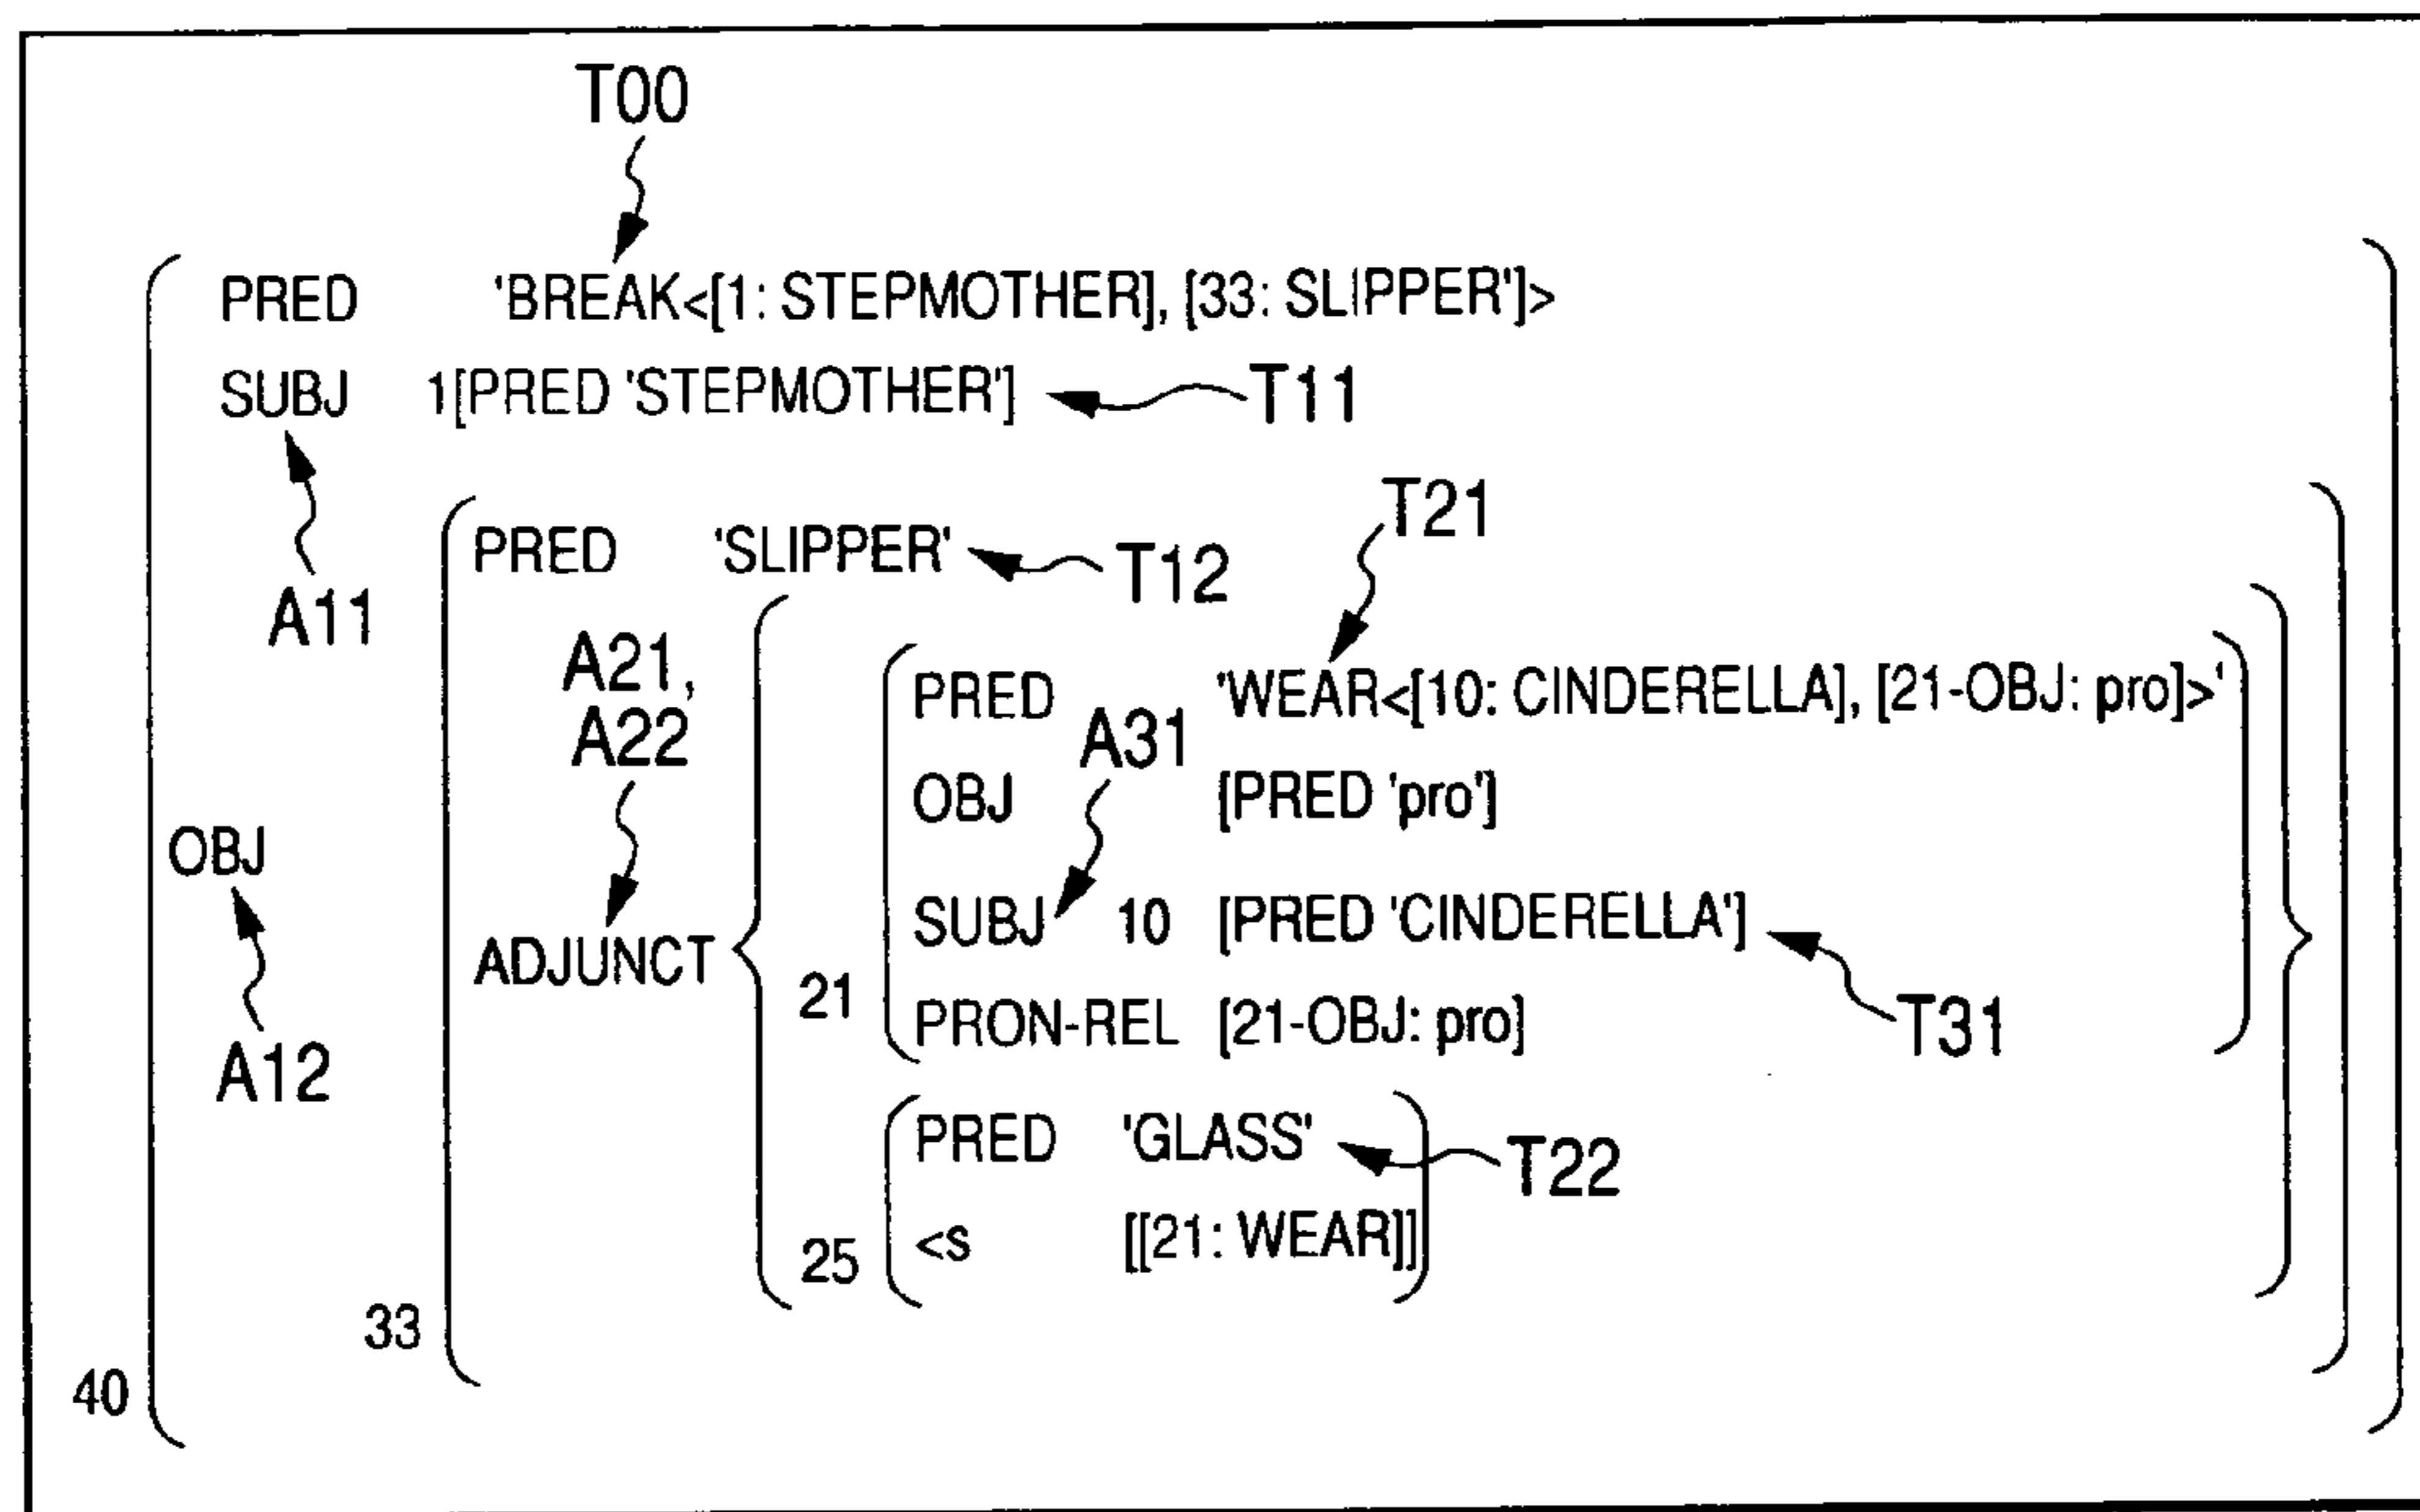 T00
PRED 'BREAK<[1: STEPMOTHER], [33: SLIPPER']>
SUBJ 1[PRED 'STEPMOTHER'] T11
T21
PRED 'SLIPPER' T12
A11
A21,
A22
PRED 'WEAR<[10: CINDERELLA], [21-OBJ: pro]>'
A31
OBJ [PRED 'pro']
OBJ
SUBJ 10 [PRED 'CINDERELLA']
ADJUNCT
21
PRON-REL [21-OBJ: pro] T31
A12
PRED 'GLASS' T22
25 <s [[21: WEAR]]
33
40